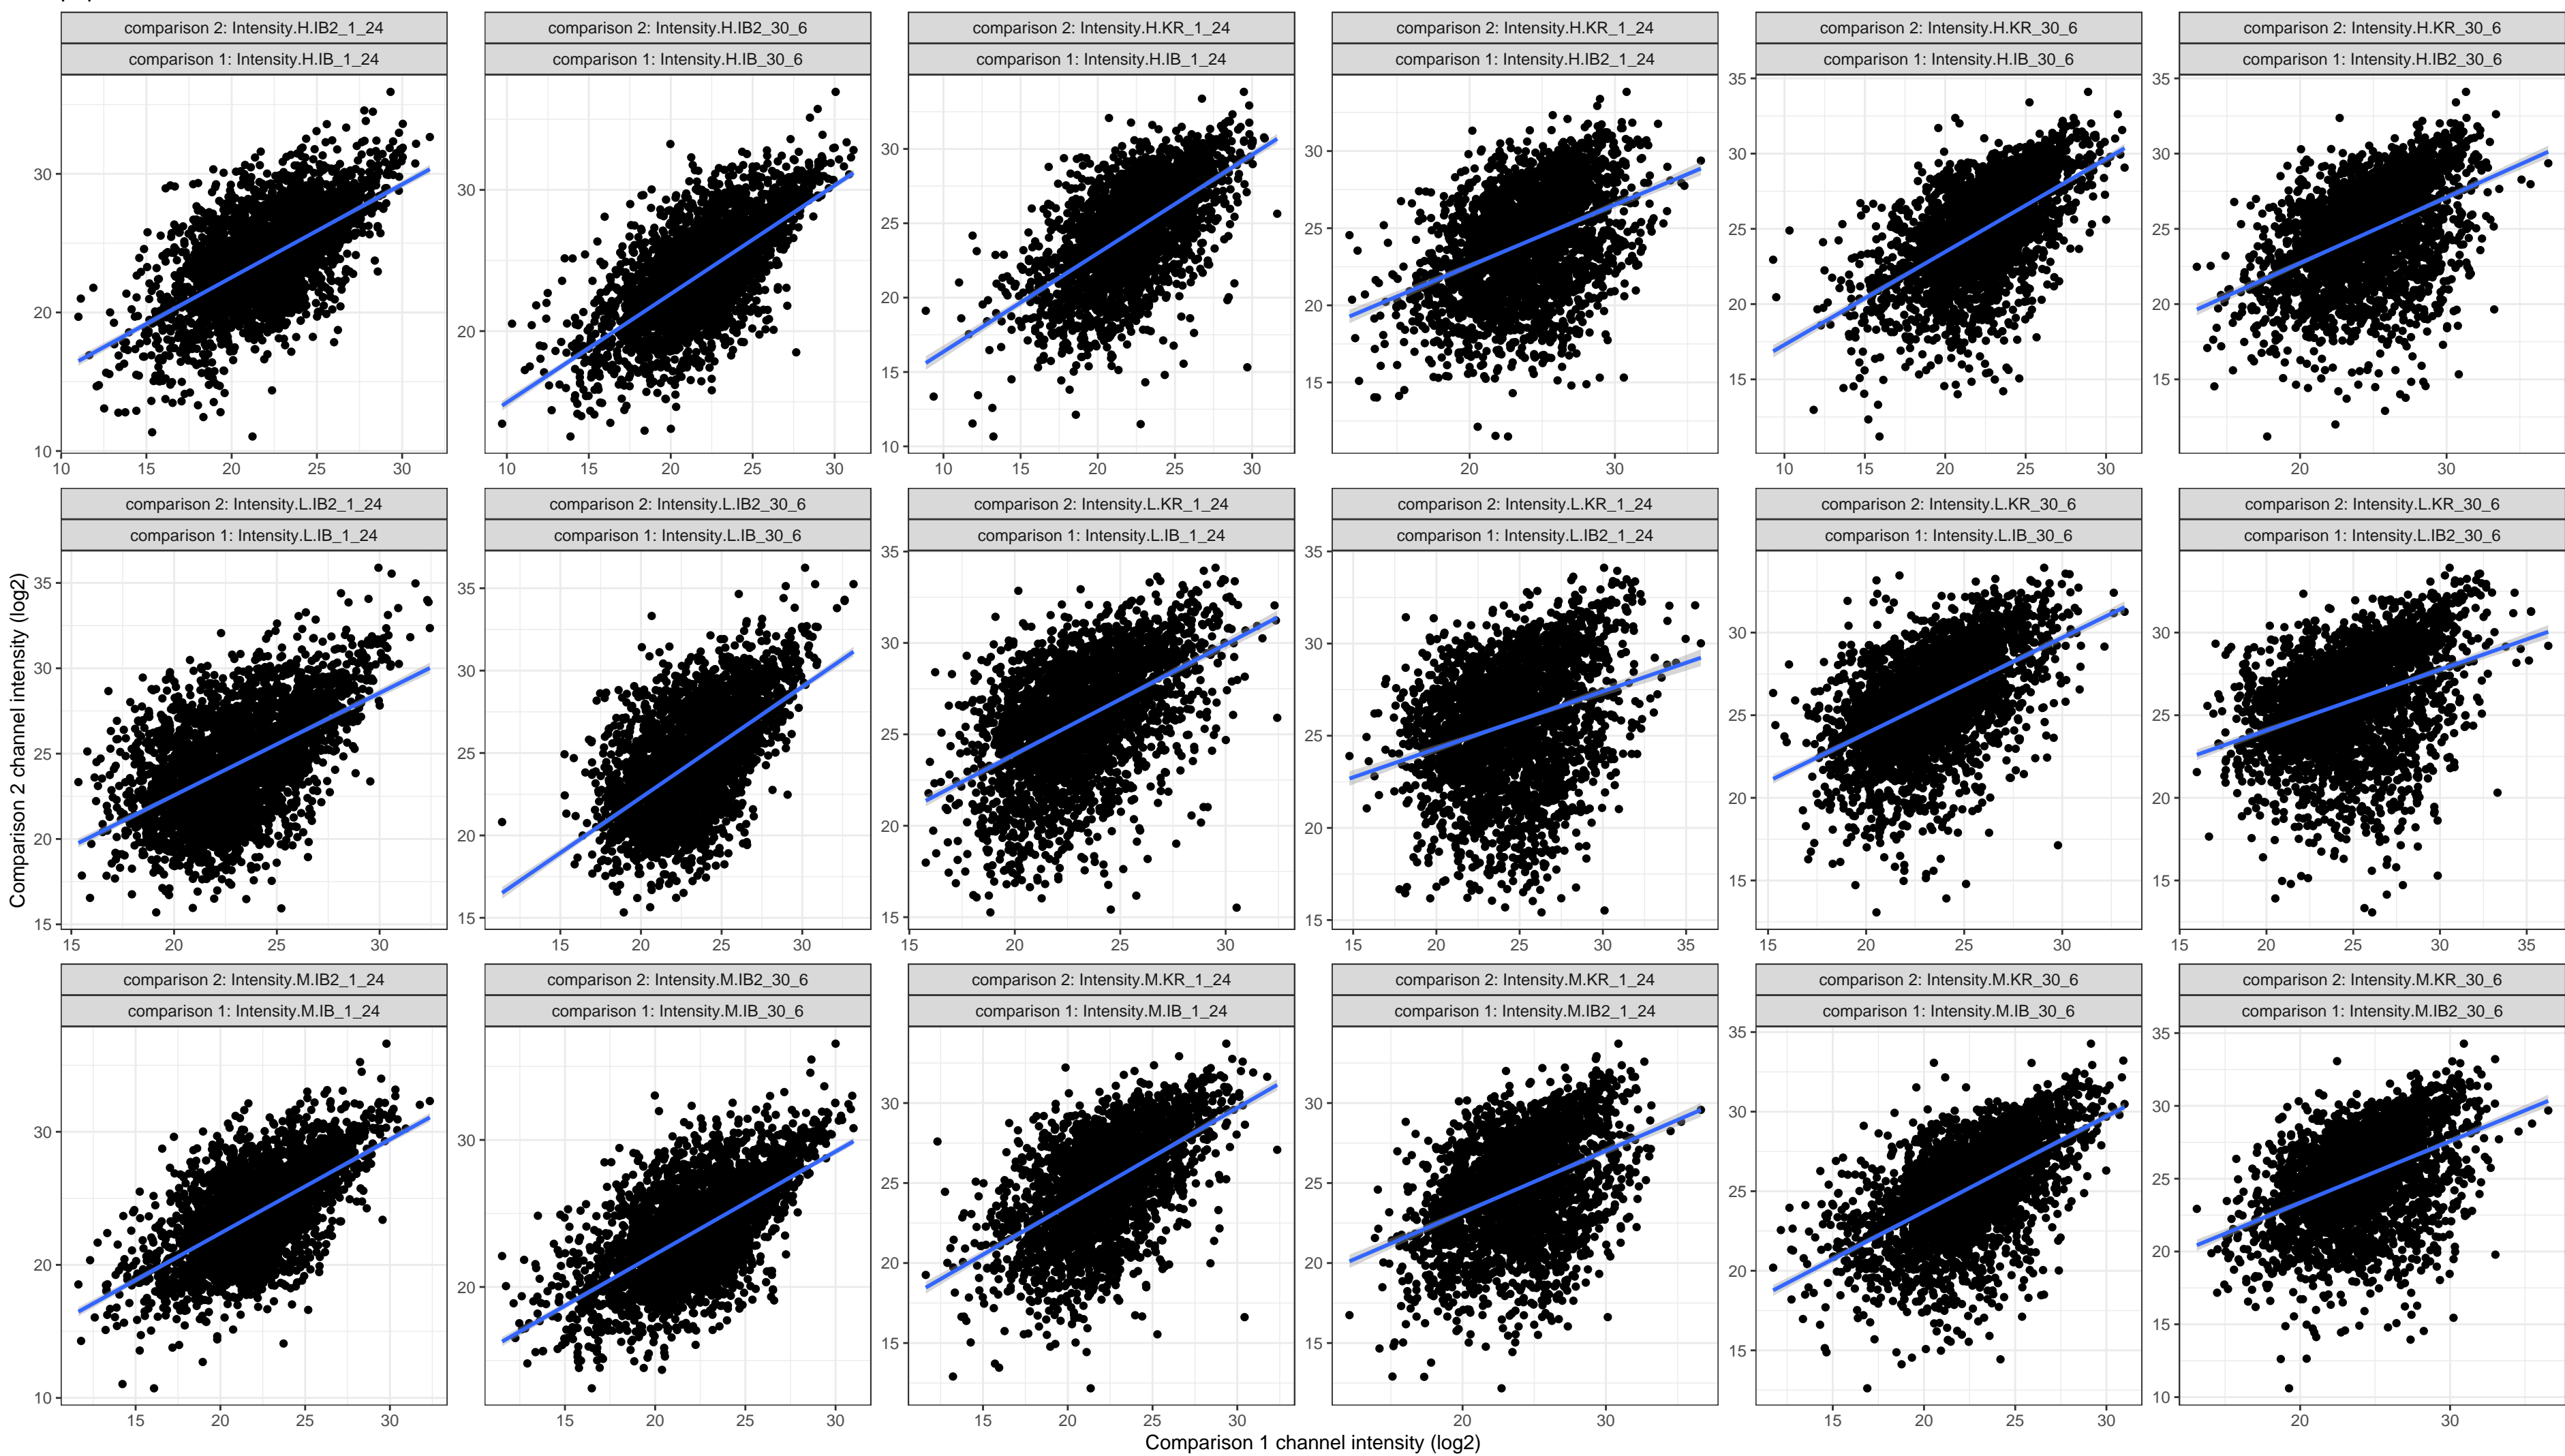 comparison 2: Intensity.H.IB2_1_24
comparison 1: Intensity.H.IB_1_24
comparison 2: Intensity.H.IB2_30_6
comparison 1: Intensity.H.IB_30_6
comparison 2: Intensity.H.KR_1_24
comparison 1: Intensity.H.IB_1_24
comparison 2: Intensity.H.KR_1_24
comparison 1: Intensity.H.IB2_1_24
comparison 2: Intensity.H.KR_30_6
comparison 1: Intensity.H.IB_30_6
comparison 2: Intensity.H.KR_30_6
comparison 1: Intensity.H.IB2_30_6
30
20
10
10 15 20 25 30
30
20
10 15 20 25 30
30
25
20
15
10
10 15 20 25 30
30
25
20
15
20 30
35
30
25
20
15
10 15 20 25 30
35
30
25
20
15
20 30
comparison 2: Intensity.L.IB2_1_24
comparison 1: Intensity.L.IB_1_24
comparison 2: Intensity.L.IB2_30_6
comparison 1: Intensity.L.IB_30_6
comparison 2: Intensity.L.KR_1_24
comparison 1: Intensity.L.IB_1_24
comparison 2: Intensity.L.KR_1_24
comparison 1: Intensity.L.IB2_1_24
comparison 2: Intensity.L.KR_30_6
comparison 1: Intensity.L.IB_30_6
comparison 2: Intensity.L.KR_30_6
comparison 1: Intensity.L.IB2_30_6
Comparison 2 channel intensity (log2)
35
30
25
20
15
15 20 25 30
35
30
25
20
15
15 20 25 30
35
30
25
20
15
15 20 25 30
35
30
25
20
15
15 20 25 30 35
30
25
20
15
15 20 25 30
30
25
20
15
15 20 25 30 35
comparison 2: Intensity.M.IB2_1_24
comparison 1: Intensity.M.IB_1_24
comparison 2: Intensity.M.IB2_30_6
comparison 1: Intensity.M.IB_30_6
comparison 2: Intensity.M.KR_1_24
comparison 1: Intensity.M.IB_1_24
comparison 2: Intensity.M.KR_1_24
comparison 1: Intensity.M.IB2_1_24
comparison 2: Intensity.M.KR_30_6
comparison 1: Intensity.M.IB_30_6
comparison 2: Intensity.M.KR_30_6
comparison 1: Intensity.M.IB2_30_6
30
20
10
15 20 25 30
30
20
15 20 25 30
30
25
20
15
15 20 25 30
30
25
20
15
20 30
35
30
25
20
15
15 20 25 30
35
30
25
20
15
10
20 30
Comparison 1 channel intensity (log2)